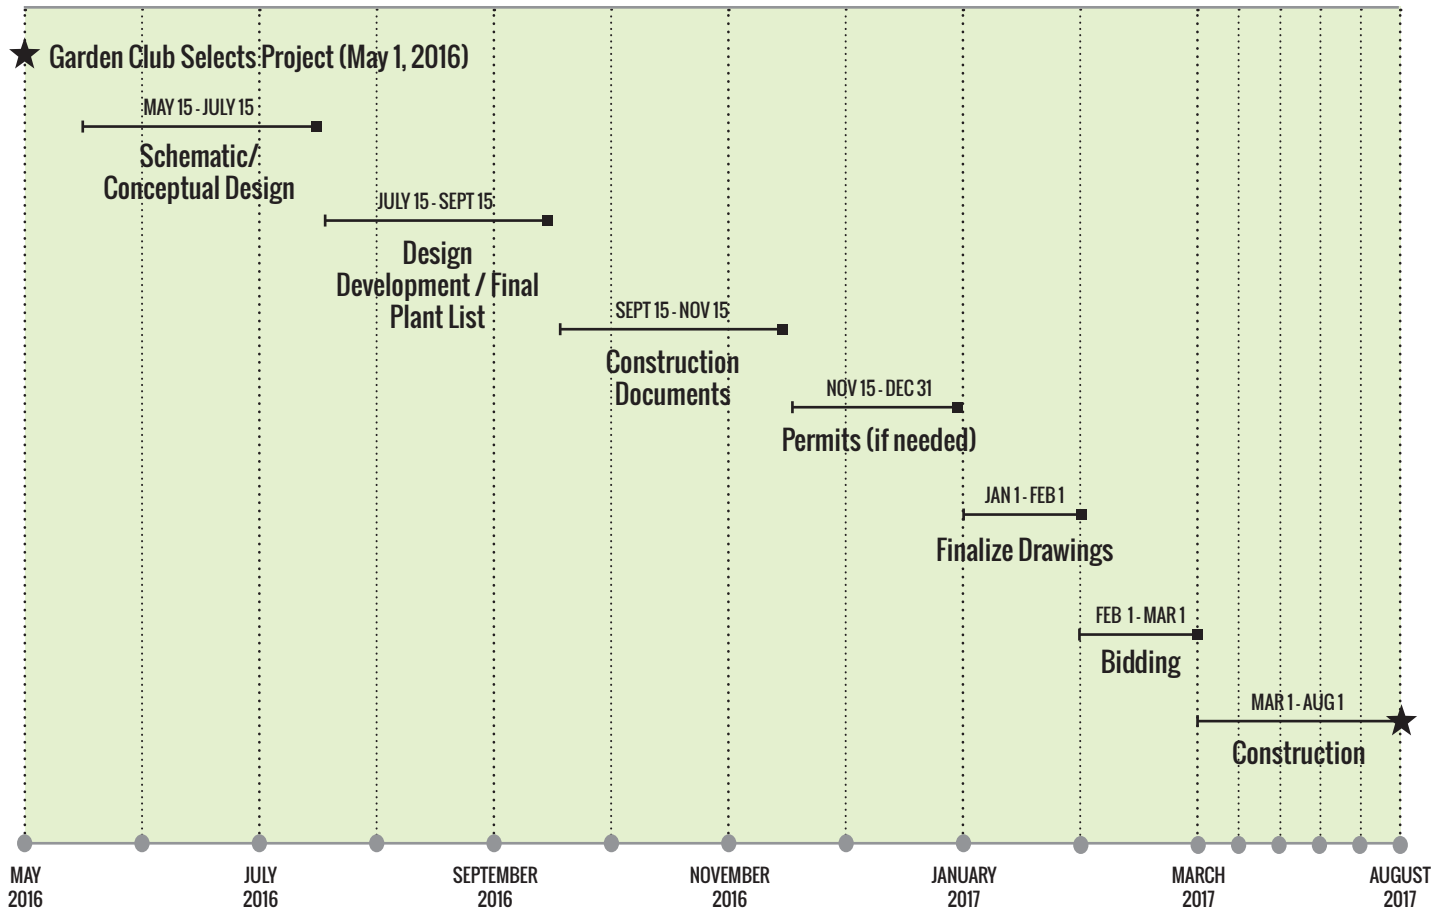 Garden Club Selects Project (May 1, 2016)
MAY 15 - JULY 15
Schematic/
Conceptual Design
JULY 15 - SEPT 15
Design
Development / Final
Plant List
SEPT 15 - NOV 15
Construction
Documents
NOV 15 - DEC 31
Permits (if needed)
JAN 1 - FEB 1
Finalize Drawings
FEB 1 - MAR 1
Bidding
MAR 1 - AUG 1
Construction
MAY
2016
JULY
2016
SEPTEMBER
2016
NOVEMBER
2016
JANUARY
2017
MARCH
2017
AUGUST
2017